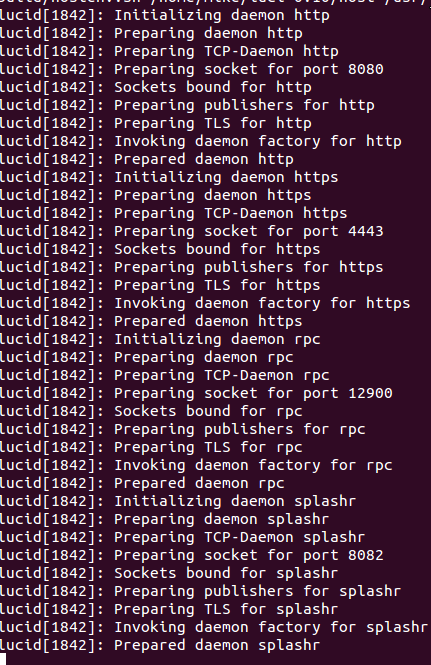 lucid[1842]: Initializing daemon http
lucid[1842]: Preparing daemon http
lucid[1842]: Preparing TCP-Daemon http
lucid[1842]: Preparing socket for port 8080
lucid[1842]: Sockets bound for http
lucid[1842]: Preparing publishers for http
lucid[1842]: Preparing TLS for http
lucid[1842]: Invoking daemon factory for http
lucid[1842]: Prepared daemon http
lucid[1842]: Initializing daemon https
lucid[1842]: Preparing daemon https
lucid[1842]: Preparing TCP-Daemon https
lucid[1842]: Preparing socket for port 4443
lucid[1842]: Sockets bound for https
lucid[1842]: Preparing publishers for https
lucid[1842]: Preparing TLS for https
lucid[1842]: Invoking daemon factory for https
lucid[1842]: Prepared daemon https
lucid[1842]: Initializing daemon rpc
lucid[1842]: Preparing daemon rpc
lucid[1842]: Preparing TCP-Daemon rpc
lucid[1842]: Preparing socket for port 12900
lucid[1842]: Sockets bound for rpc
lucid[1842]: Preparing publishers for rpc
lucid[1842]: Preparing TLS for rpc
lucid[1842]: Invoking daemon factory for rpc
lucid[1842]: Prepared daemon rpc
lucid[1842]: Initializing daemon splashr
lucid[1842]: Preparing daemon splashr
lucid[1842]: Preparing TCP-Daemon splashr
lucid[1842]: Preparing socket for port 8082
lucid[1842]: Sockets bound for splashr
lucid[1842]: Preparing publishers for splashr
lucid[1842]: Preparing TLS for splashr
lucid[1842]: Invoking daemon factory for splashr
lucid[1842]: Prepared daemon splashr